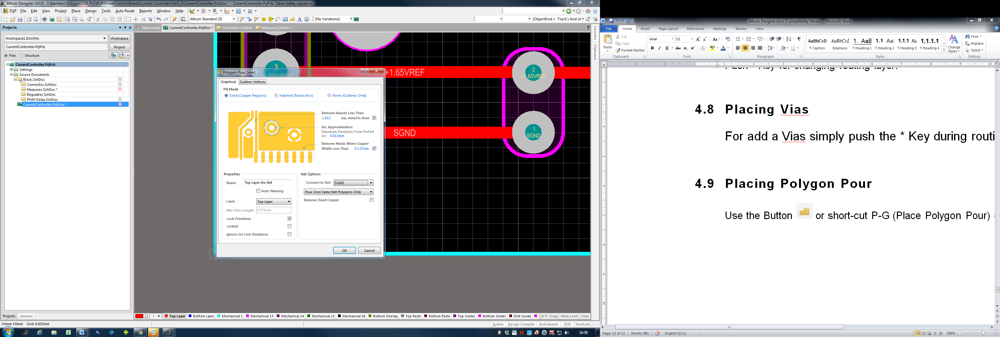 Altium Designer (16.0) - I:\Bachelor\SI\Cours\216_Pr2\PCB\PowerControl\Robot\Current Controller\Ver3_0\CurrentController.PcbDoc * - CurrentController.PrjPcb. Steve Gallay signed in.
DXP File Edit View Project Place Design Tools Auto Route Reports Window Help
Altium Standard 2D [No Variations] (ObjectKind = 'Track') And (A
Projects
MyAccount CurrentController.PcbDoc * Connector.SchDoc Measures.SchDoc *
Workspace1.DsnWrk Workspace
CurrentController.PrjPcb Project
Files Structure
CurrentController.PrjPcb
Settings
Source Documents
Block.SchDoc
Connector.SchDoc
Measures.SchDoc *
Regulator.SchDoc
PWM Delay.SchDoc
CurrentController.PcbDoc *
Projects Libraries
X:0mm Y:0mm Grid: 0.635mm
Favorites
Clipboard
3
+1.65VREF
2
+1.65VREF
SGND
1
SGND
Polygon Pour [mm]
Graphical Outline Vertices
Fill Mode
Solid (Copper Regions) Hatched (Tracks/Arcs) None (Outlines Only)
Remove Islands Less Than
1.613 (sq. mms) In Area
Arc Approximation
Maximum Deviation From Perfect
Arc 0.013mm
Remove Necks When Copper
Width Less Than 0.127mm
Properties
Name Top Layer-No Net
Auto Naming
Layer Top Layer
Min Prim Length 0.076mm
Lock Primitives
Locked
Ignore On-Line Violations
Net Options
Connect to Net SGND
Pour Over Same Net Polygons Only
Remove Dead Copper
OK Cancel
LS Top Layer Bottom Layer Mechanical 1 Mechanical 13 Mechanical 14 Mechanical 15 Mechanical 16 Bottom Overlay Top Paste Bottom Paste Top Solder Bottom Solder Drill Guide Snap Mask Level Clear
System Design Compiler Instruments PCB Shortcuts >>
16:58
Altium Designer.docx [Compatibility Mode] - Microsoft Word
File Home Insert Page Layout References Mailings Review View
Paste
Cut
Copy
Format Painter
Clipboard
Arial 12
Font
Paragraph
AaBbCcD AaBbCcI 1. AaB 1.1 AaI 1.1.1 Aa 1.1.1.1
¶ Caption Emphasis ¶ Heading 1 ¶ Heading 2 ¶ Heading 3 ¶ Heading 4
Change Styles
Styles
Find
Replace
Select
Editing
Push * Key for changing routing layer.
4.8 Placing Vias
For add a Vias simply push the * Key during routi
4.9 Placing Polygon Pour
Use the Button or short-cut P-G (Place Polygon Pour)
Page: 12 of 12 Words: 981 English (U.S.) 250%